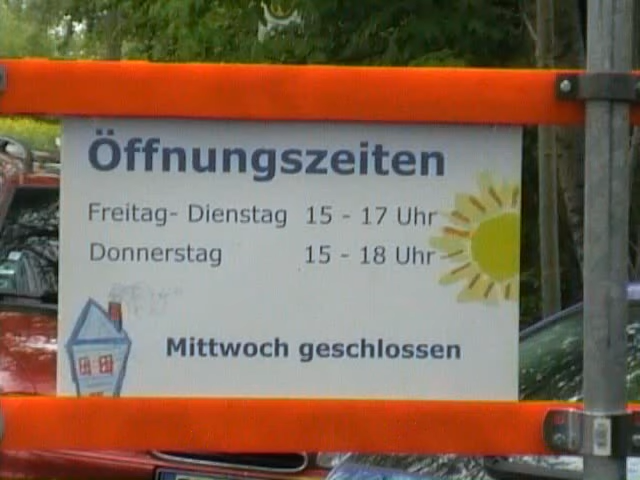 Öffnungszeiten
Freitag- Dienstag 15 - 17 Uhr
Donnerstag 15 - 18 Uhr
Mittwoch geschlossen